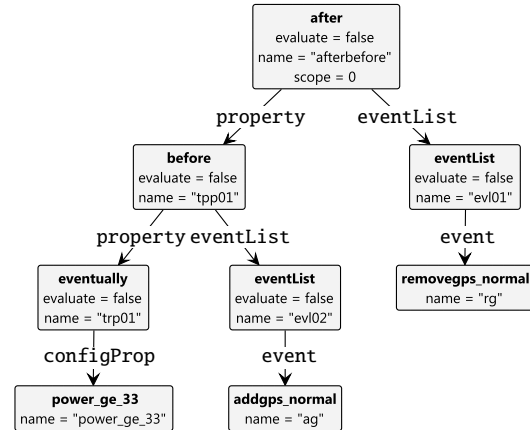 after
evaluate = false
name = "afterbefore"
scope = 0
property
eventList
before
evaluate = false
name = "tpp01"
eventList
evaluate = false
name = "evl01"
property
eventList
event
eventually
evaluate = false
name = "trp01"
eventList
evaluate = false
name = "evl02"
removegps_normal
name = "rg"
configProp
event
power_ge_33
name = "power_ge_33"
addgps_normal
name = "ag"